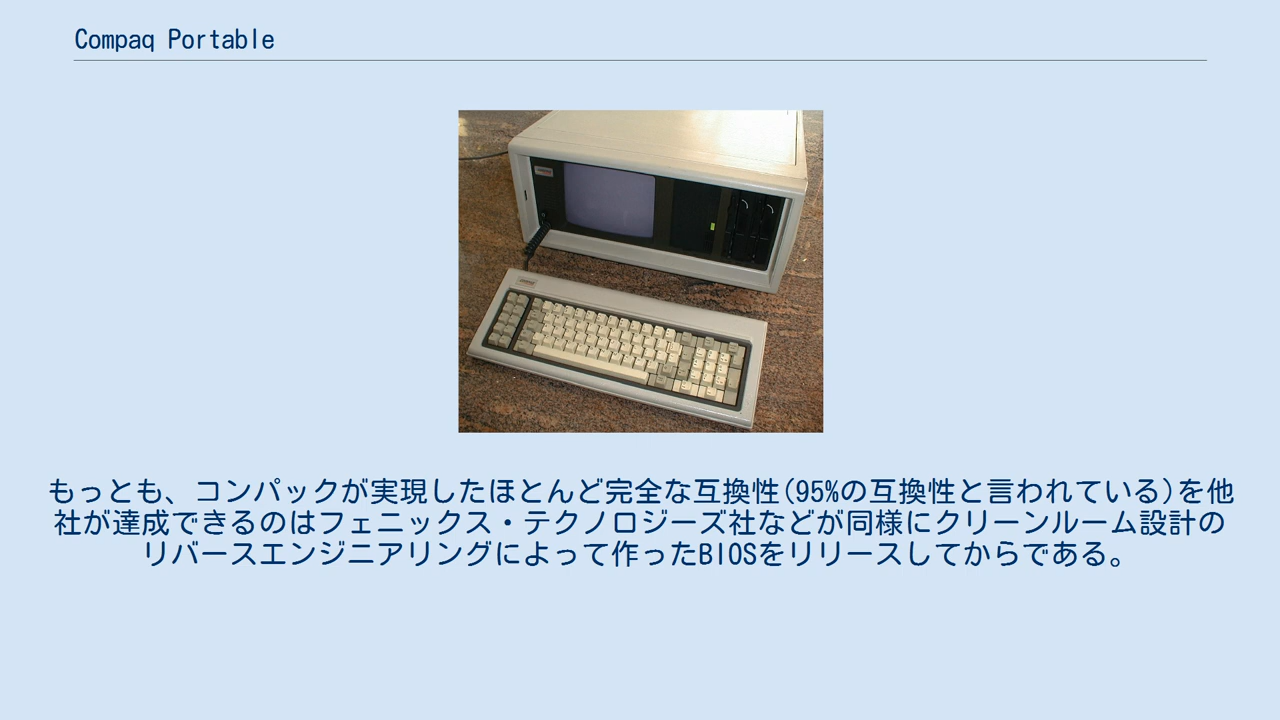 Compaq Portable
もっとも、コンパックが実現したほとんど完全な互換性(95%の互換性と言われている)を他
社が達成できるのはフェニックス・テクノロジーズ社などが同様にクリーンルーム設計の
リバースエンジニアリングによって作ったBIOSをリリースしてからである。